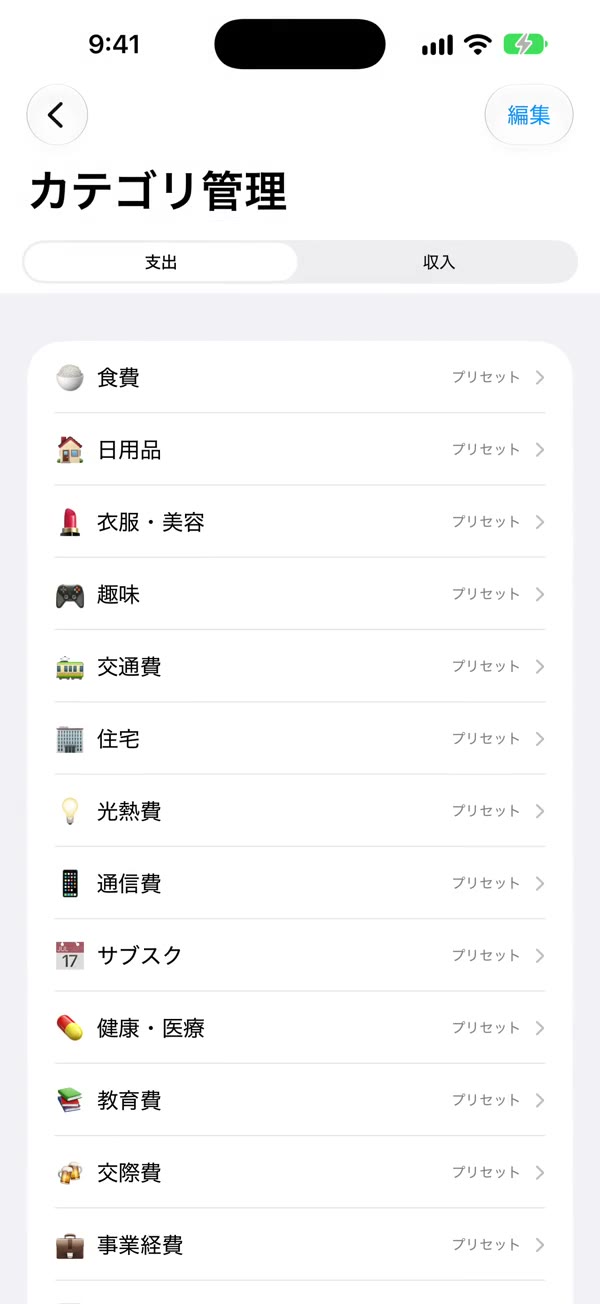 9:41
編集
カテゴリ管理
支出 収入
食費 プリセット
日用品 プリセット
衣服・美容 プリセット
趣味 プリセット
交通費 プリセット
住宅 プリセット
光熱費 プリセット
通信費 プリセット
17 サブスク プリセット
健康・医療 プリセット
教育費 プリセット
交際費 プリセット
事業経費 プリセット